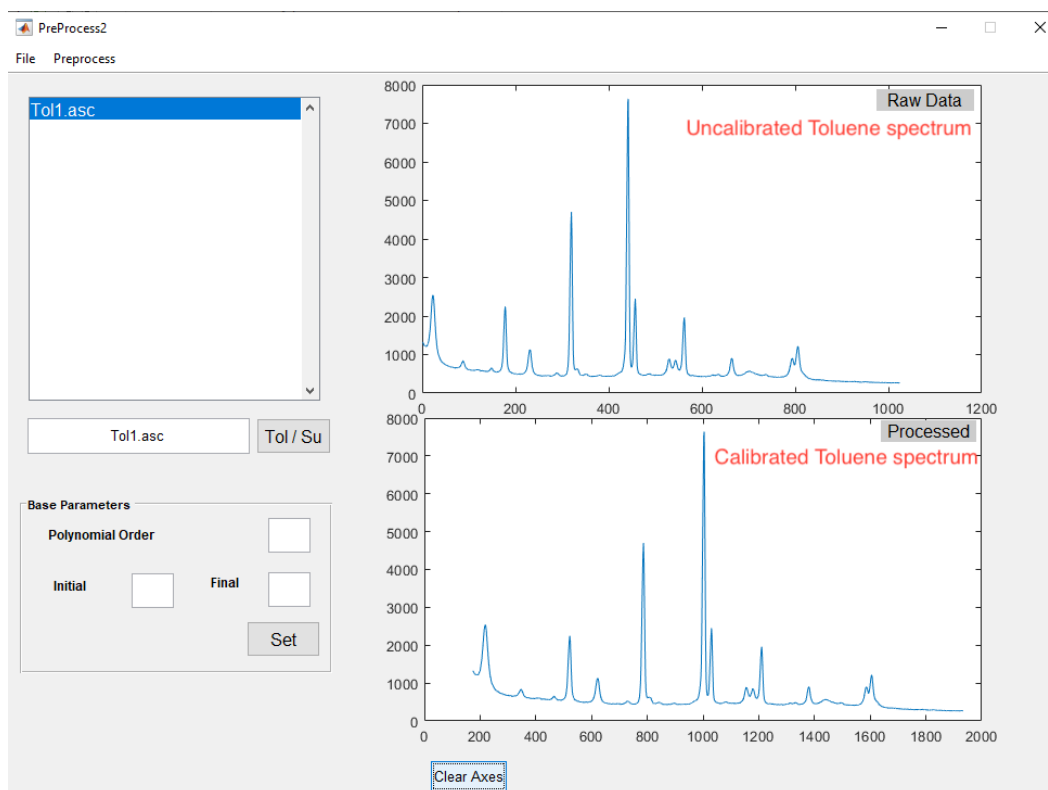 PreProcess2
File Preprocess
Tol1.asc
Tol1.asc
Tol / Su
Base Parameters
Polynomial Order
Initial
Final
Set
8000
7000
6000
5000
4000
3000
2000
1000
0
0 200 400 600 800 1000 1200
Raw Data
Uncalibrated Toluene spectrum
8000
7000
6000
5000
4000
3000
2000
1000
0
0 200 400 600 800 1000 1200 1400 1600 1800 2000
Processed
Calibrated Toluene spectrum
Clear Axes